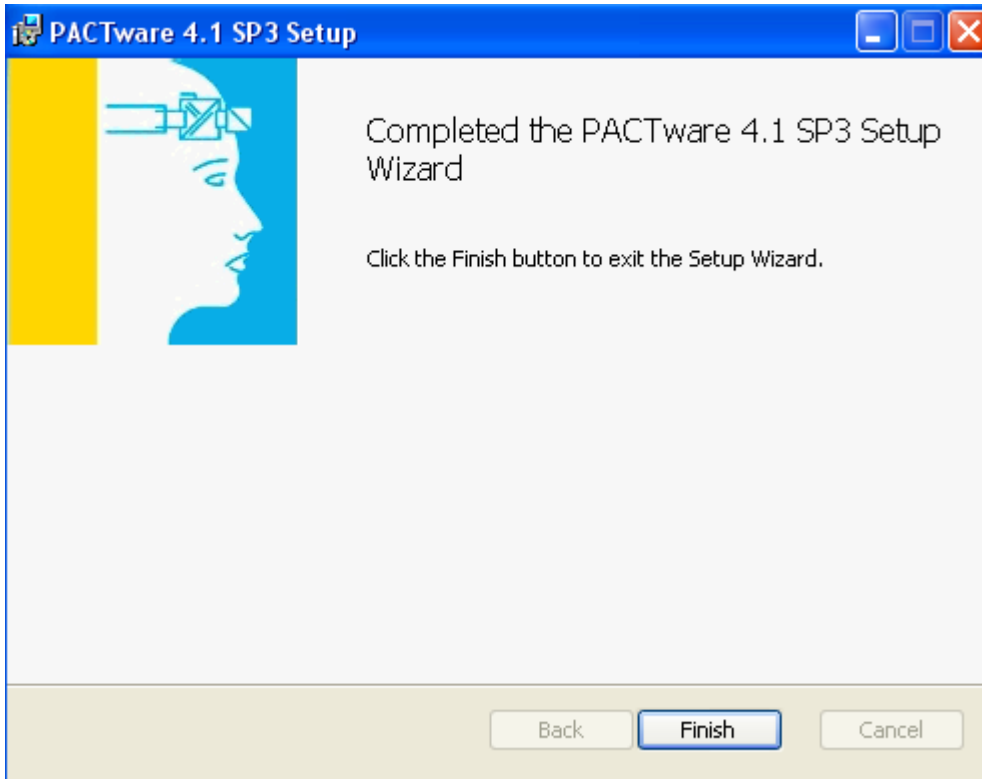 PACTware 4.1 SP3 Setup
Completed the PACTware 4.1 SP3 Setup
Wizard
Click the Finish button to exit the Setup Wizard.
Back Finish Cancel